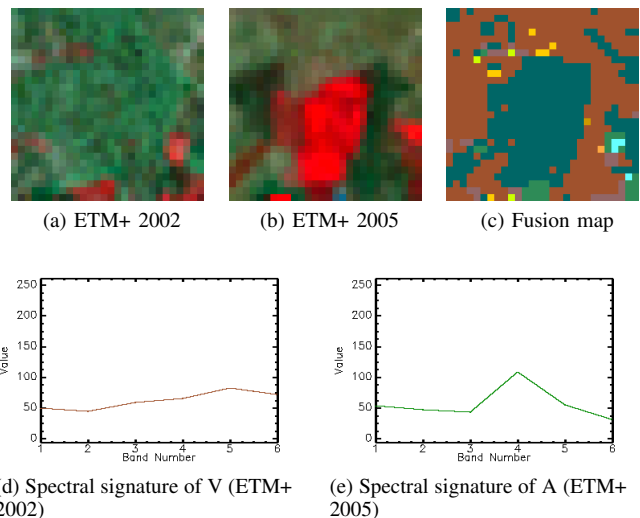 (a) ETM+ 2002
(b) ETM+ 2005
(c) Fusion map
250
200
150
100
50
0
Value
1 2 3 4 5 6
Band Number
250
200
150
100
50
0
Value
1 2 3 4 5 6
Band Number
(d) Spectral signature of V (ETM+
2002)
(e) Spectral signature of A (ETM+
2005)